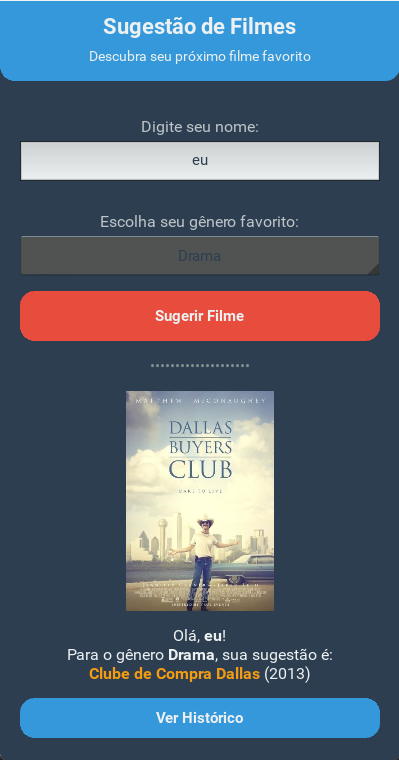 Sugestão de Filmes
Descubra seu próximo filme favorito
Digite seu nome:
eu
Escolha seu gênero favorito:
Drama
Sugerir Filme
MATTHEW McCONAUGHEY
DALLAS
BUYERS
CLUB
DARE TO LIVE
Olá, eu!
Para o gênero Drama, sua sugestão é:
Clube de Compra Dallas (2013)
Ver Histórico